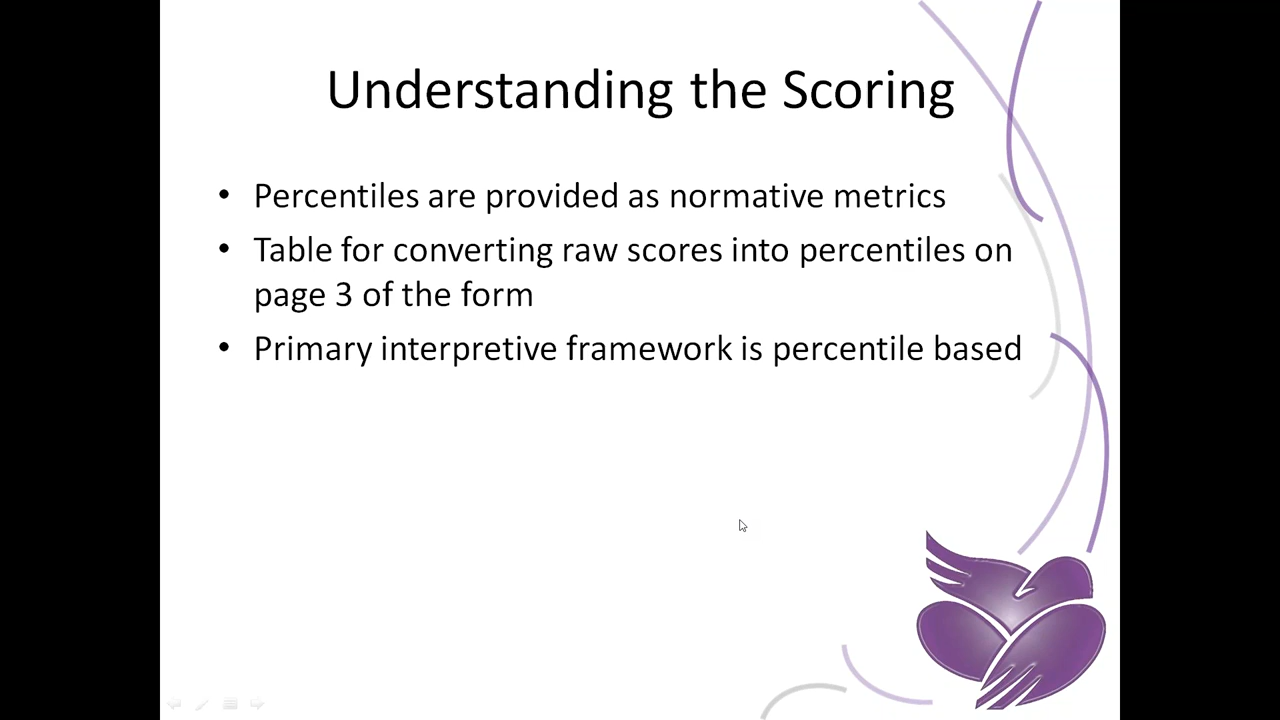 Understanding the Scoring
• Percentiles are provided as normative metrics
• Table for converting raw scores into percentiles on
page 3 of the form
• Primary interpretive framework is percentile based